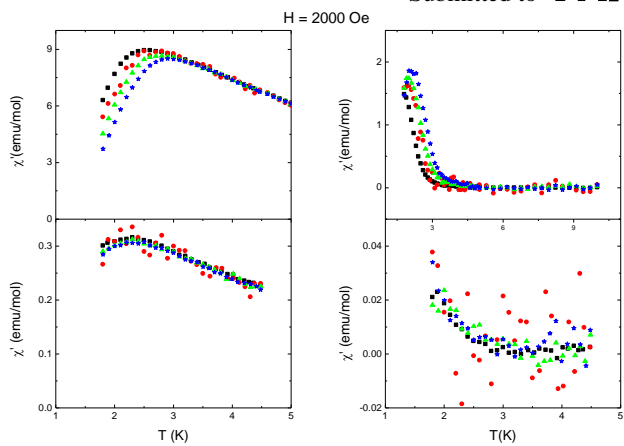 Submitted to
H = 2000 Oe
9
6
3
0
χ'(emu/mol)
2
1
0
χ'(emu/mol)
3 6 9
0.3
0.2
0.1
0.0
χ' (emu/mol)
1 2 3 4 5
T (K)
0.04
0.02
0.00
-0.02
χ' (emu/mol)
1 2 3 4 5
T(K)